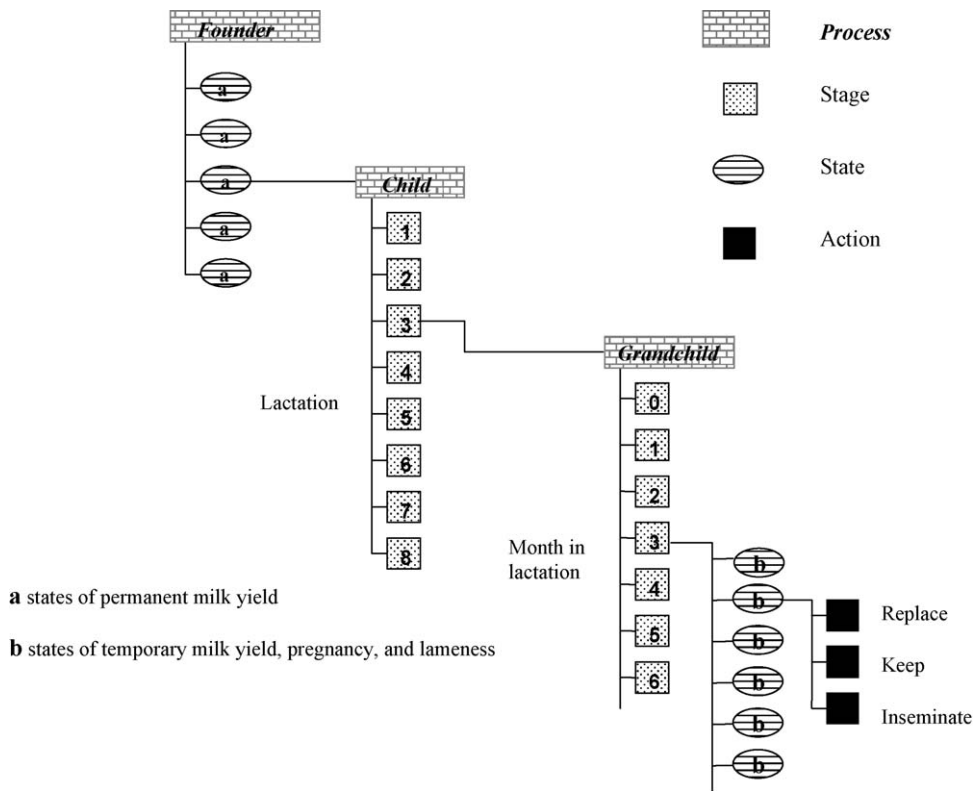 Founder
a
a
a
a
a
Process
Stage
State
Action
Child
1
2
3
4
5
6
7
8
Lactation
Grandchild
0
1
2
3
4
5
6
Month in
lactation
b
b
b
b
b
b
Replace
Keep
Inseminate
a states of permanent milk yield
b states of temporary milk yield, pregnancy, and lameness